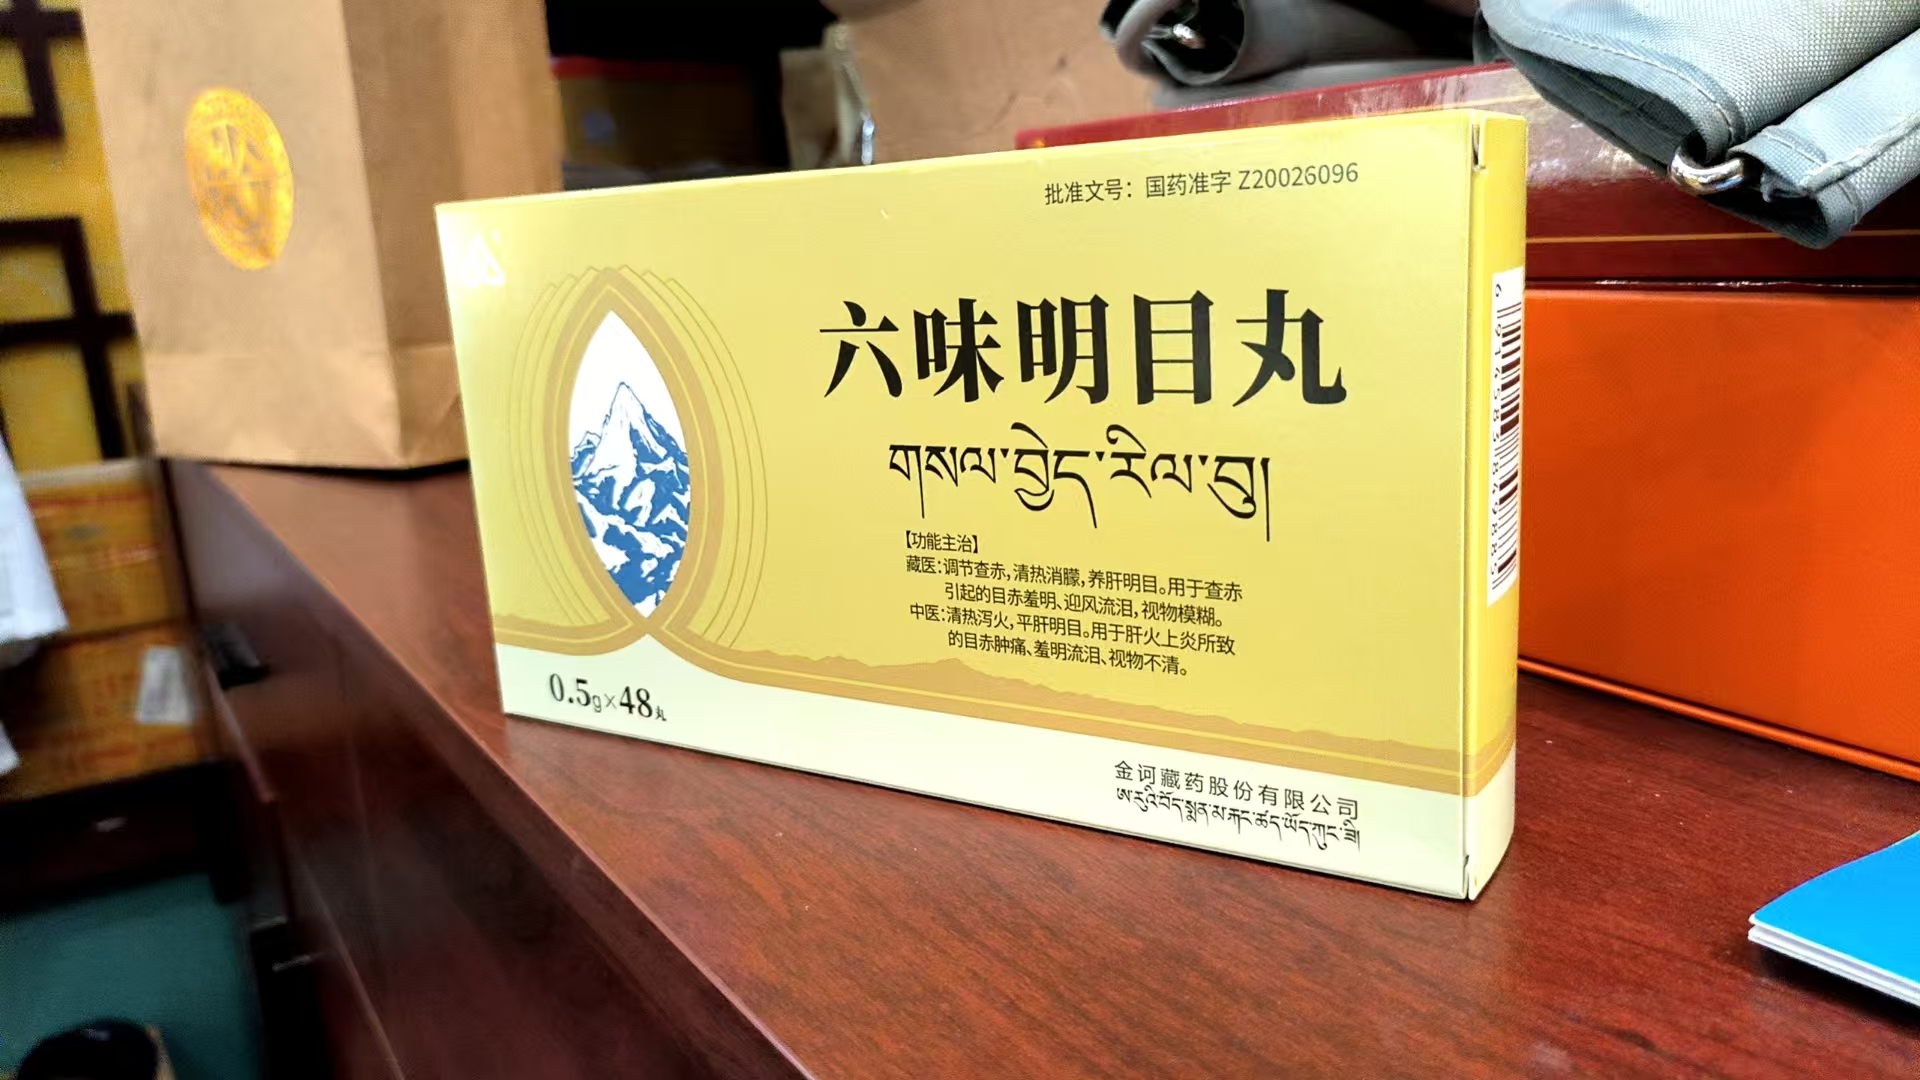 批准文号：国药准字 Z20026096
六味明目丸
གསལ་བྱེད་རིལ་བུ།
【功能主治】
藏医：调节查赤，清热消朦，养肝明目。用于查赤
引起的目赤羞明、迎风流泪，视物模糊。
中医：清热泻火，平肝明目。用于肝火上炎所致
的目赤肿痛、羞明流泪、视物不清。
0.5g×48丸
金诃藏药股份有限公司
ཨ་རུའི་བོད་སྨན་མ་རྐང་ཚད་ཡོད་ཀུང་ཟི།